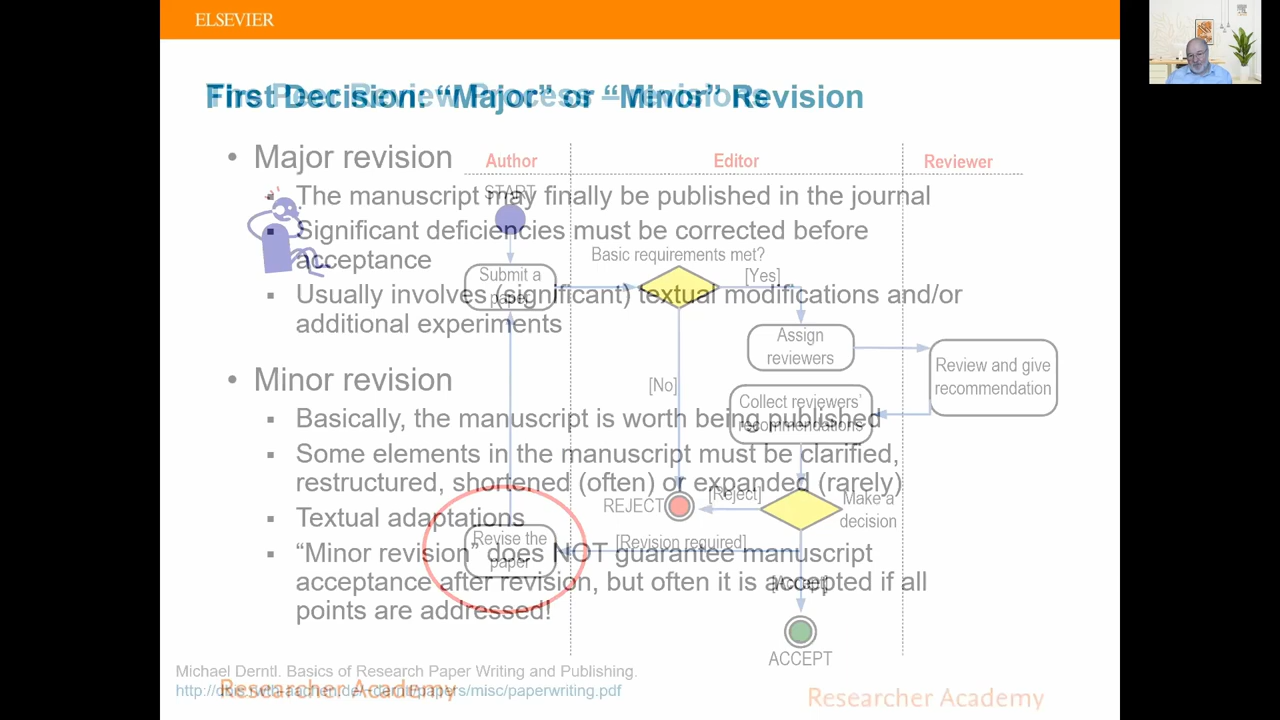 ELSEVIER
First Decision: “Major” or “Minor” Revision
The Peer Review Process – revisions
• Major revision
▪ The manuscript may finally be published in the journal
▪ Significant deficiencies must be corrected before
acceptance
▪ Usually involves (significant) textual modifications and/or
additional experiments
• Minor revision
▪ Basically, the manuscript is worth being published
▪ Some elements in the manuscript must be clarified,
restructured, shortened (often) or expanded (rarely)
▪ Textual adaptations
▪ “Minor revision” does NOT guarantee manuscript
acceptance after revision, but often it is accepted if all
points are addressed!
Author
Editor
Reviewer
START
Submit a
paper
Basic requirements met?
[Yes]
[No]
Assign
reviewers
Review and give
recommendation
Collect reviewers’
recommendations
REJECT
[Reject]
Make a
decision
[Revision required]
Revise the
paper
[Accept]
ACCEPT
Michael Derntl. Basics of Research Paper Writing and Publishing.
/papers/misc/paperwriting.pdf
Researcher Academy
Researcher Academy